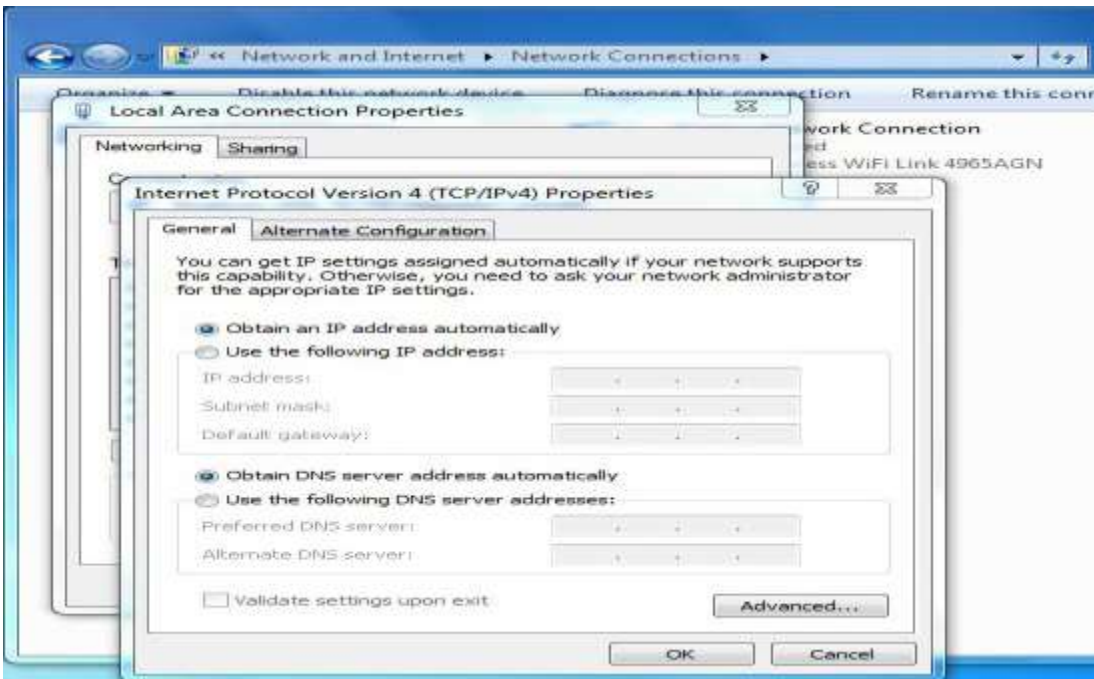 « Network and Internet ▸ Network Connections ▸
Organize Disable this network device Diagnose this connection Rename this conn
Local Area Connection Properties
work Connection
ed
ess WiFi Link 4965AGN
Networking Sharing
Internet Protocol Version 4 (TCP/IPv4) Properties
General Alternate Configuration
You can get IP settings assigned automatically if your network supports
this capability. Otherwise, you need to ask your network administrator
for the appropriate IP settings.
Obtain an IP address automatically
Use the following IP address:
IP address:
Subnet mask:
Default gateway:
Obtain DNS server address automatically
Use the following DNS server addresses:
Preferred DNS server:
Alternate DNS server:
Validate settings upon exit
Advanced...
OK Cancel